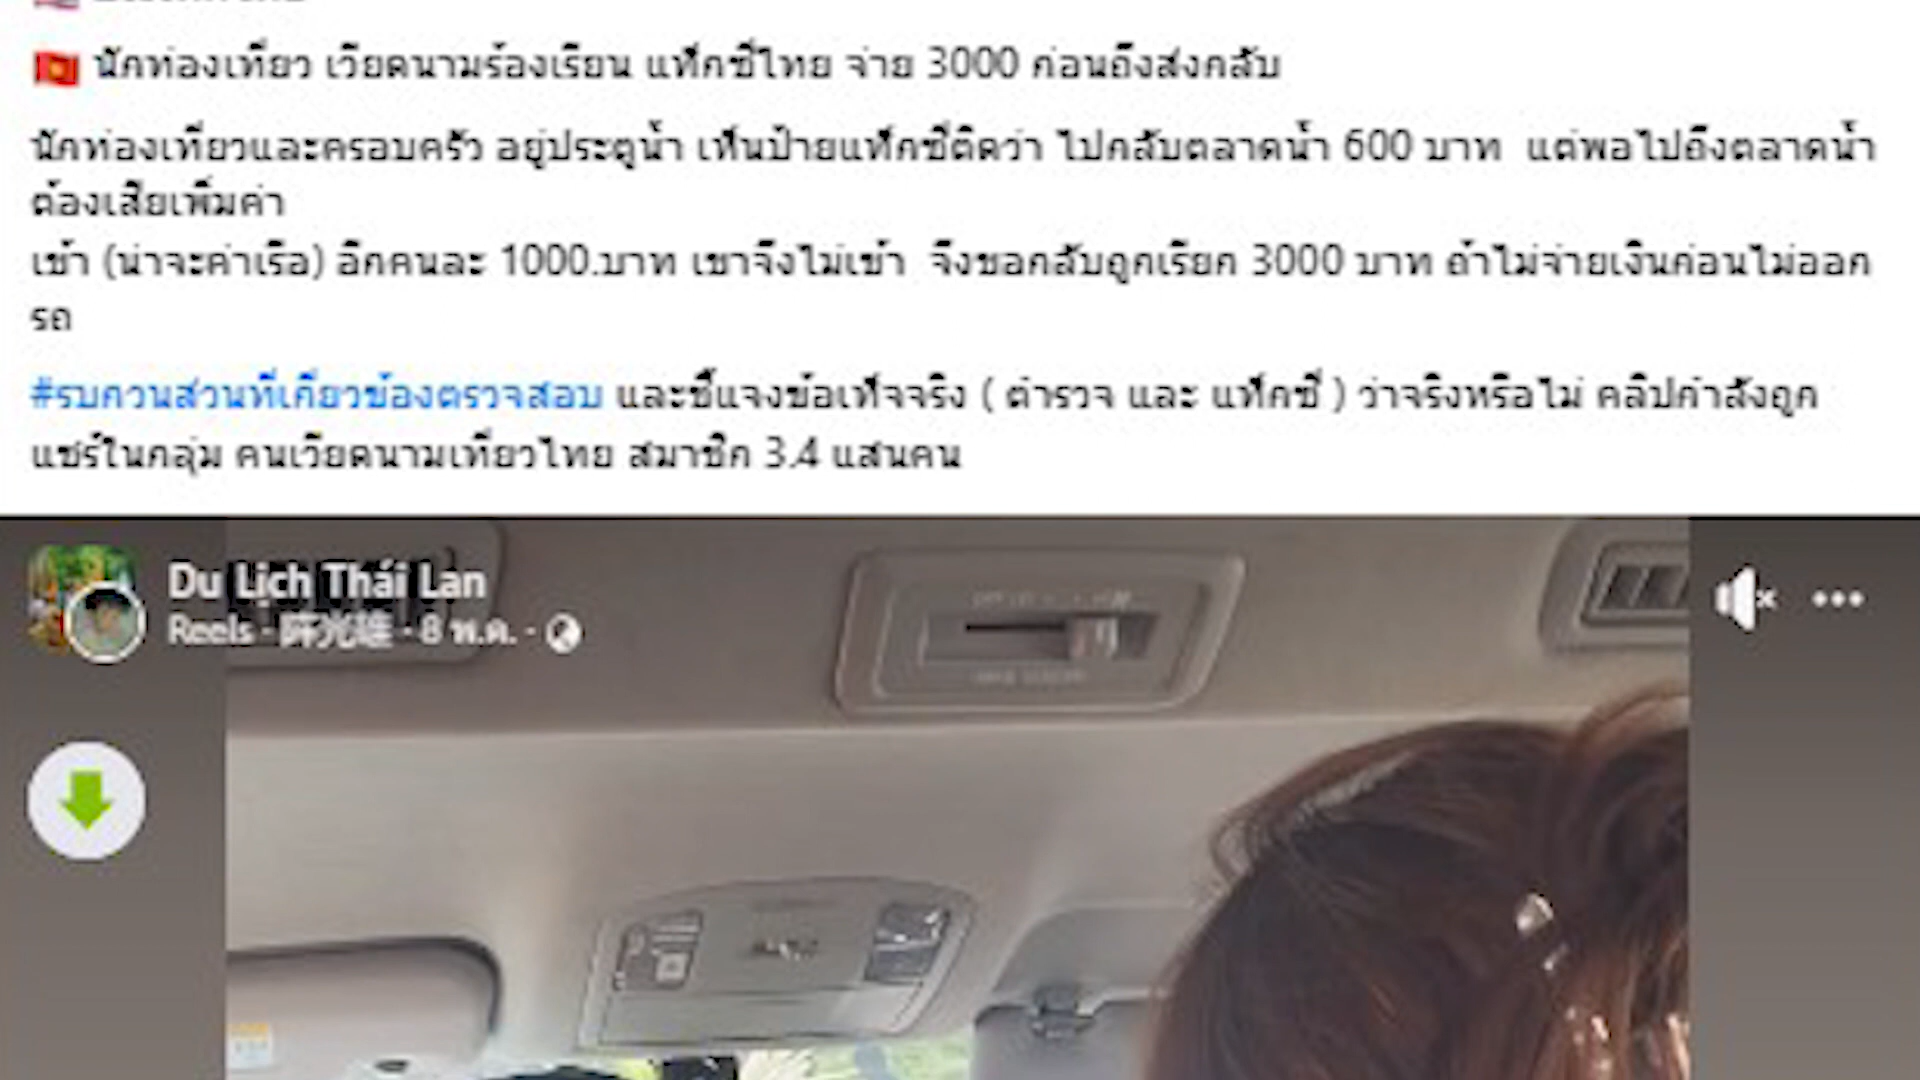 นักท่องเที่ยว เวียดนามร้องเรียน แท๊กซี่ไทย จ่าย 3000 ก่อนถึงส่งกลับ
นักท่องเที่ยวและครอบครัว อยู่ประตูน้ำ เห็นป้ายแท๊กซี่ติดว่า ไปกลับตลาดน้ำ 600 บาท แต่พอไปถึงตลาดน้ำ
ต้องเสียเพิ่มค่า
เข้า (น่าจะค่าเรือ) อีกคนละ 1000.บาท เขาจึงไม่เข้า จึงขอกลับถูกเรียก 3000 บาท ถ้าไม่จ่ายเงินก่อนไม่ออก
รถ
#รบกวนส่วนที่เกี่ยวข้องตรวจสอบ และชี้แจงข้อเท็จจริง ( ตำรวจ และ แท๊กซี่ ) ว่าจริงหรือไม่ คลิปกำลังถูก
แชร์ในกลุ่ม คนเวียดนามเที่ยวไทย สมาชิก 3.4 แสนคน
Du Lịch Thái Lan
Reels · 薛光雄 · 8 พ.ค. ·